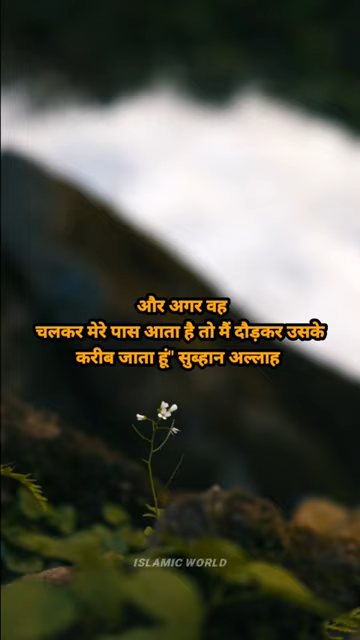 और अगर वह
चलकर मेरे पास आता है तो मैं दौड़कर उसके
करीब जाता हूं" सुब्हान अल्लाह
ISLAMIC WORLD